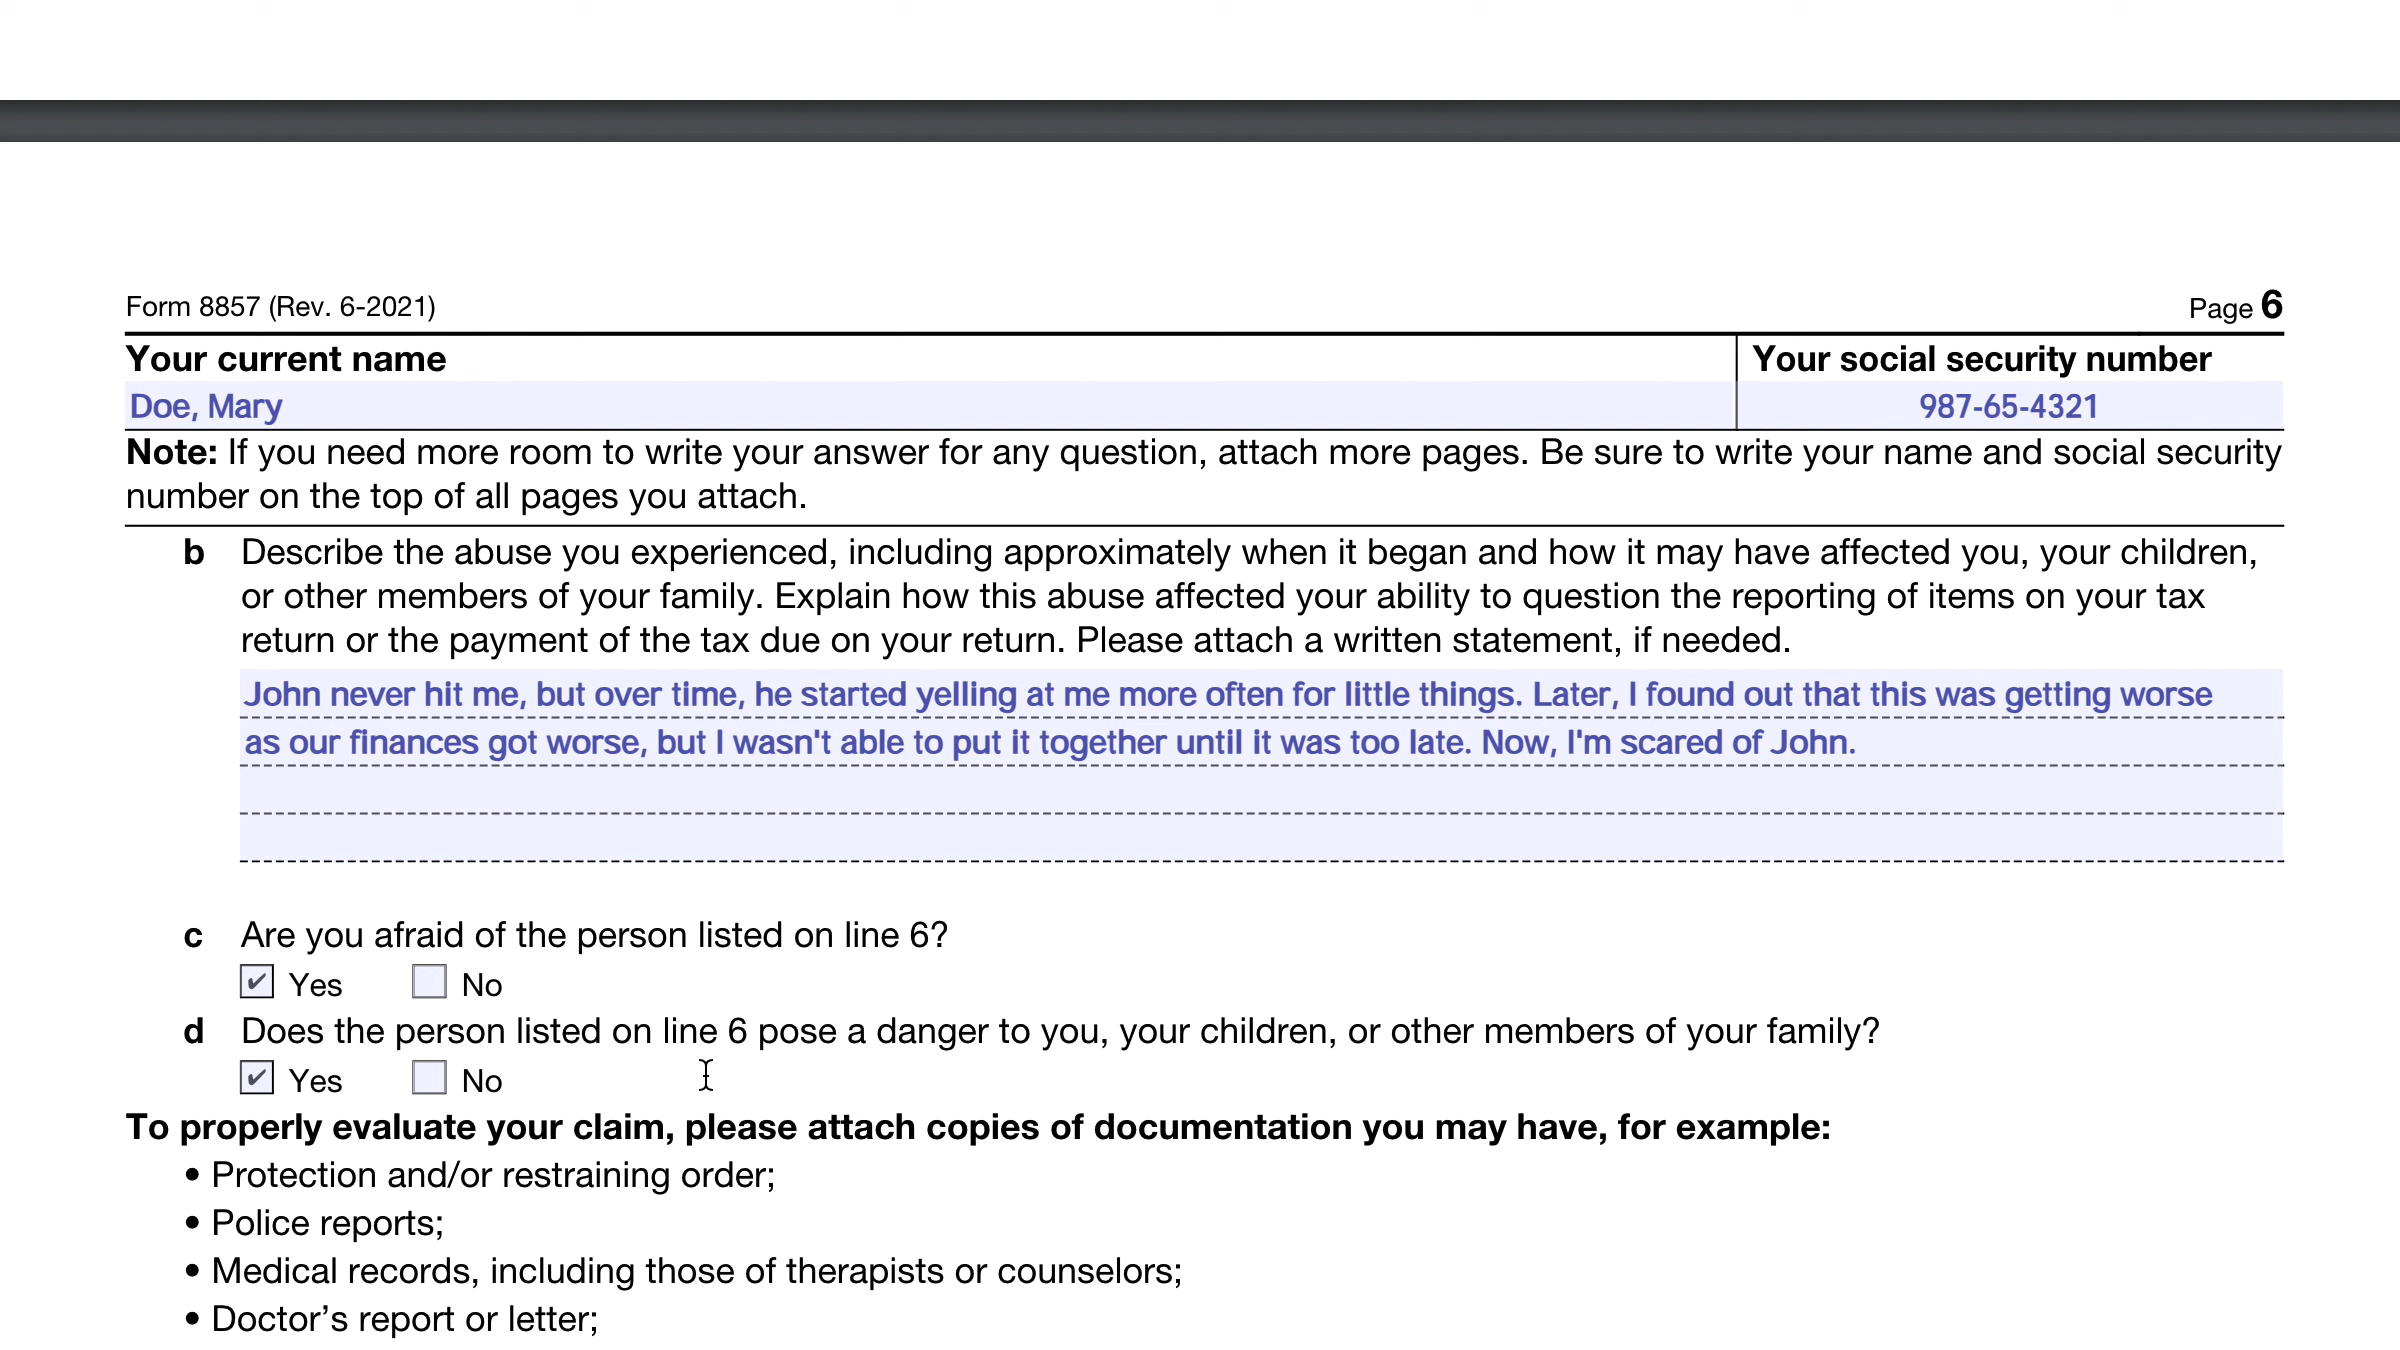 Form 8857 (Rev. 6-2021) Page 6
Your current name Your social security number
Doe, Mary 987-65-4321
Note: If you need more room to write your answer for any question, attach more pages. Be sure to write your name and social security
number on the top of all pages you attach.
b Describe the abuse you experienced, including approximately when it began and how it may have affected you, your children,
or other members of your family. Explain how this abuse affected your ability to question the reporting of items on your tax
return or the payment of the tax due on your return. Please attach a written statement, if needed.
John never hit me, but over time, he started yelling at me more often for little things. Later, I found out that this was getting worse
as our finances got worse, but I wasn't able to put it together until it was too late. Now, I'm scared of John.
c Are you afraid of the person listed on line 6?
Yes No
d Does the person listed on line 6 pose a danger to you, your children, or other members of your family?
Yes No
To properly evaluate your claim, please attach copies of documentation you may have, for example:
• Protection and/or restraining order;
• Police reports;
• Medical records, including those of therapists or counselors;
• Doctor’s report or letter;